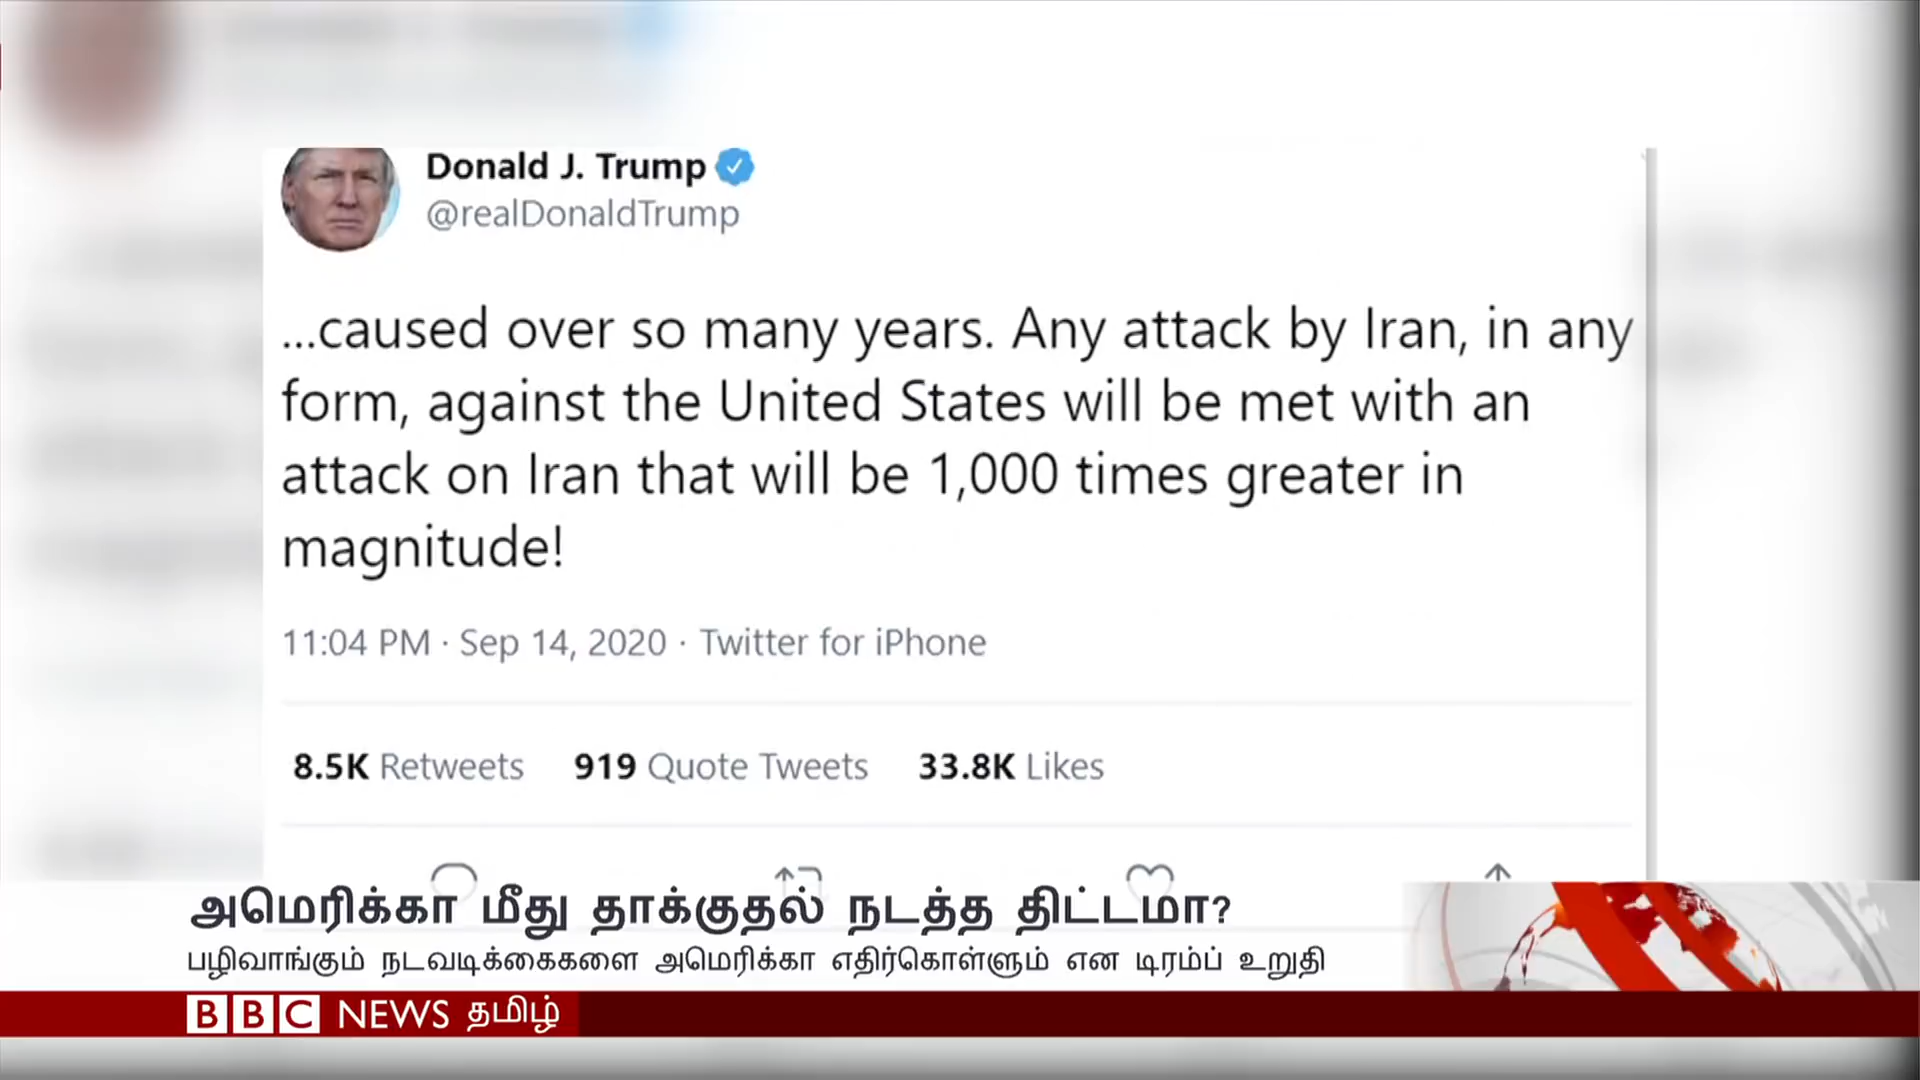 Donald J. Trump
@realDonaldTrump
...caused over so many years. Any attack by Iran, in any
form, against the United States will be met with an
attack on Iran that will be 1,000 times greater in
magnitude!
11:04 PM · Sep 14, 2020 · Twitter for iPhone
8.5K Retweets 919 Quote Tweets 33.8K Likes
அமெரிக்கா மீது தாக்குதல் நடத்த திட்டமா?
பழிவாங்கும் நடவடிக்கைகளை அமெரிக்கா எதிர்கொள்ளும் என டிரம்ப் உறுதி
BBC NEWS தமிழ்